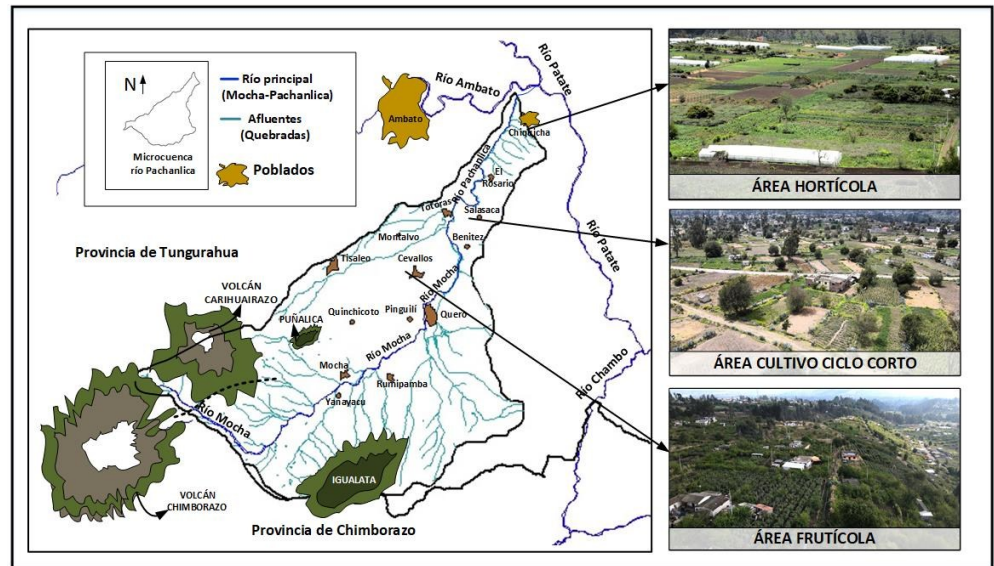 N
Microcuenca
río Pachanlica
Río principal
(Mocha-Pachanlica)
Afluentes
(Quebradas)
Poblados
Río Ambato
Río Patate
Ambato
Chiquicha
Río Pachanlica
El
Rosario
Totoras
Salasaca
Montalvo
Benitez
Provincia de Tungurahua
Tisaleo
Cevallos
Río Patate
VOLCÁN
CARIHUAIRAZO
Río Mocha
PUÑALICA
Quinchicoto
Pinguilí
Quero
Río Mocha
Mocha
Rumipamba
Yanayacu
Río Chambo
Río Mocha
IGUALATA
VOLCÁN
CHIMBORAZO
Provincia de Chimborazo
ÁREA HORTÍCOLA
ÁREA CULTIVO CICLO CORTO
ÁREA FRUTÍCOLA